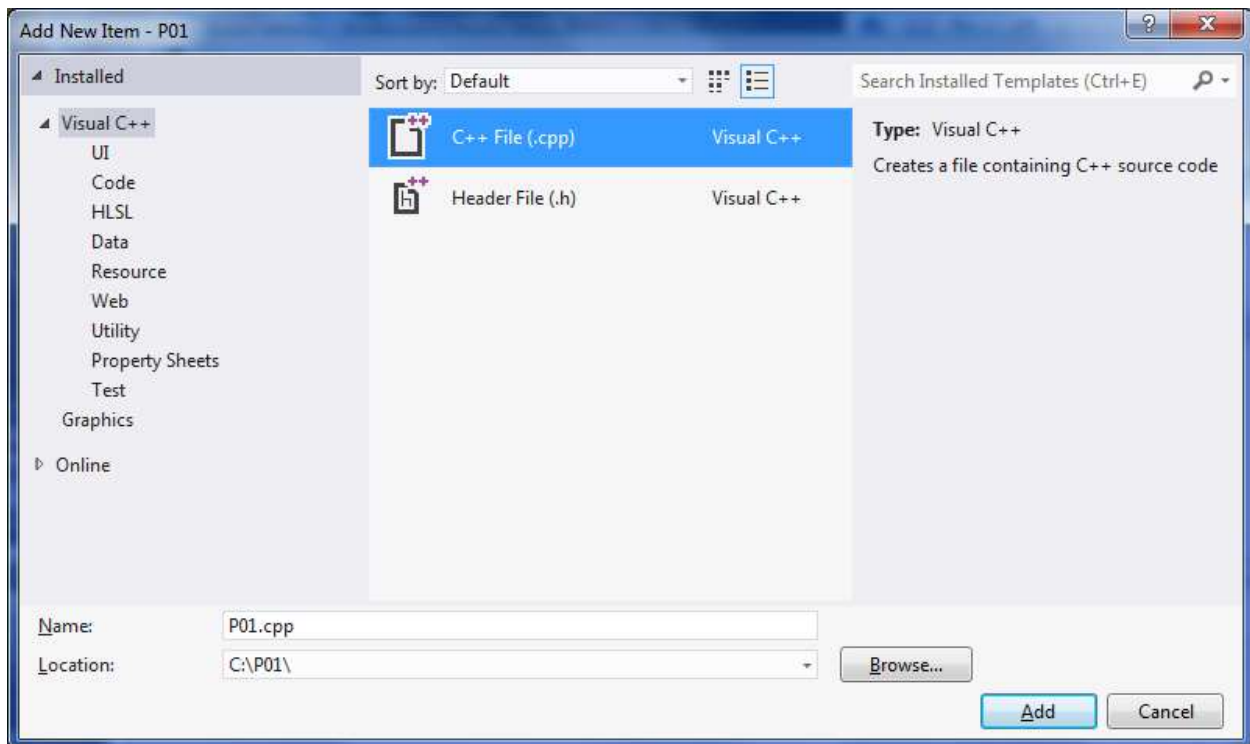 Add New Item - P01
Installed
Visual C++
UI
Code
HLSL
Data
Resource
Web
Utility
Property Sheets
Test
Graphics
Online
Sort by: Default
C++ File (.cpp) Visual C++
Header File (.h) Visual C++
Search Installed Templates (Ctrl+E)
Type: Visual C++
Creates a file containing C++ source code
Name: P01.cpp
Location: C:\P01\
Browse...
Add Cancel